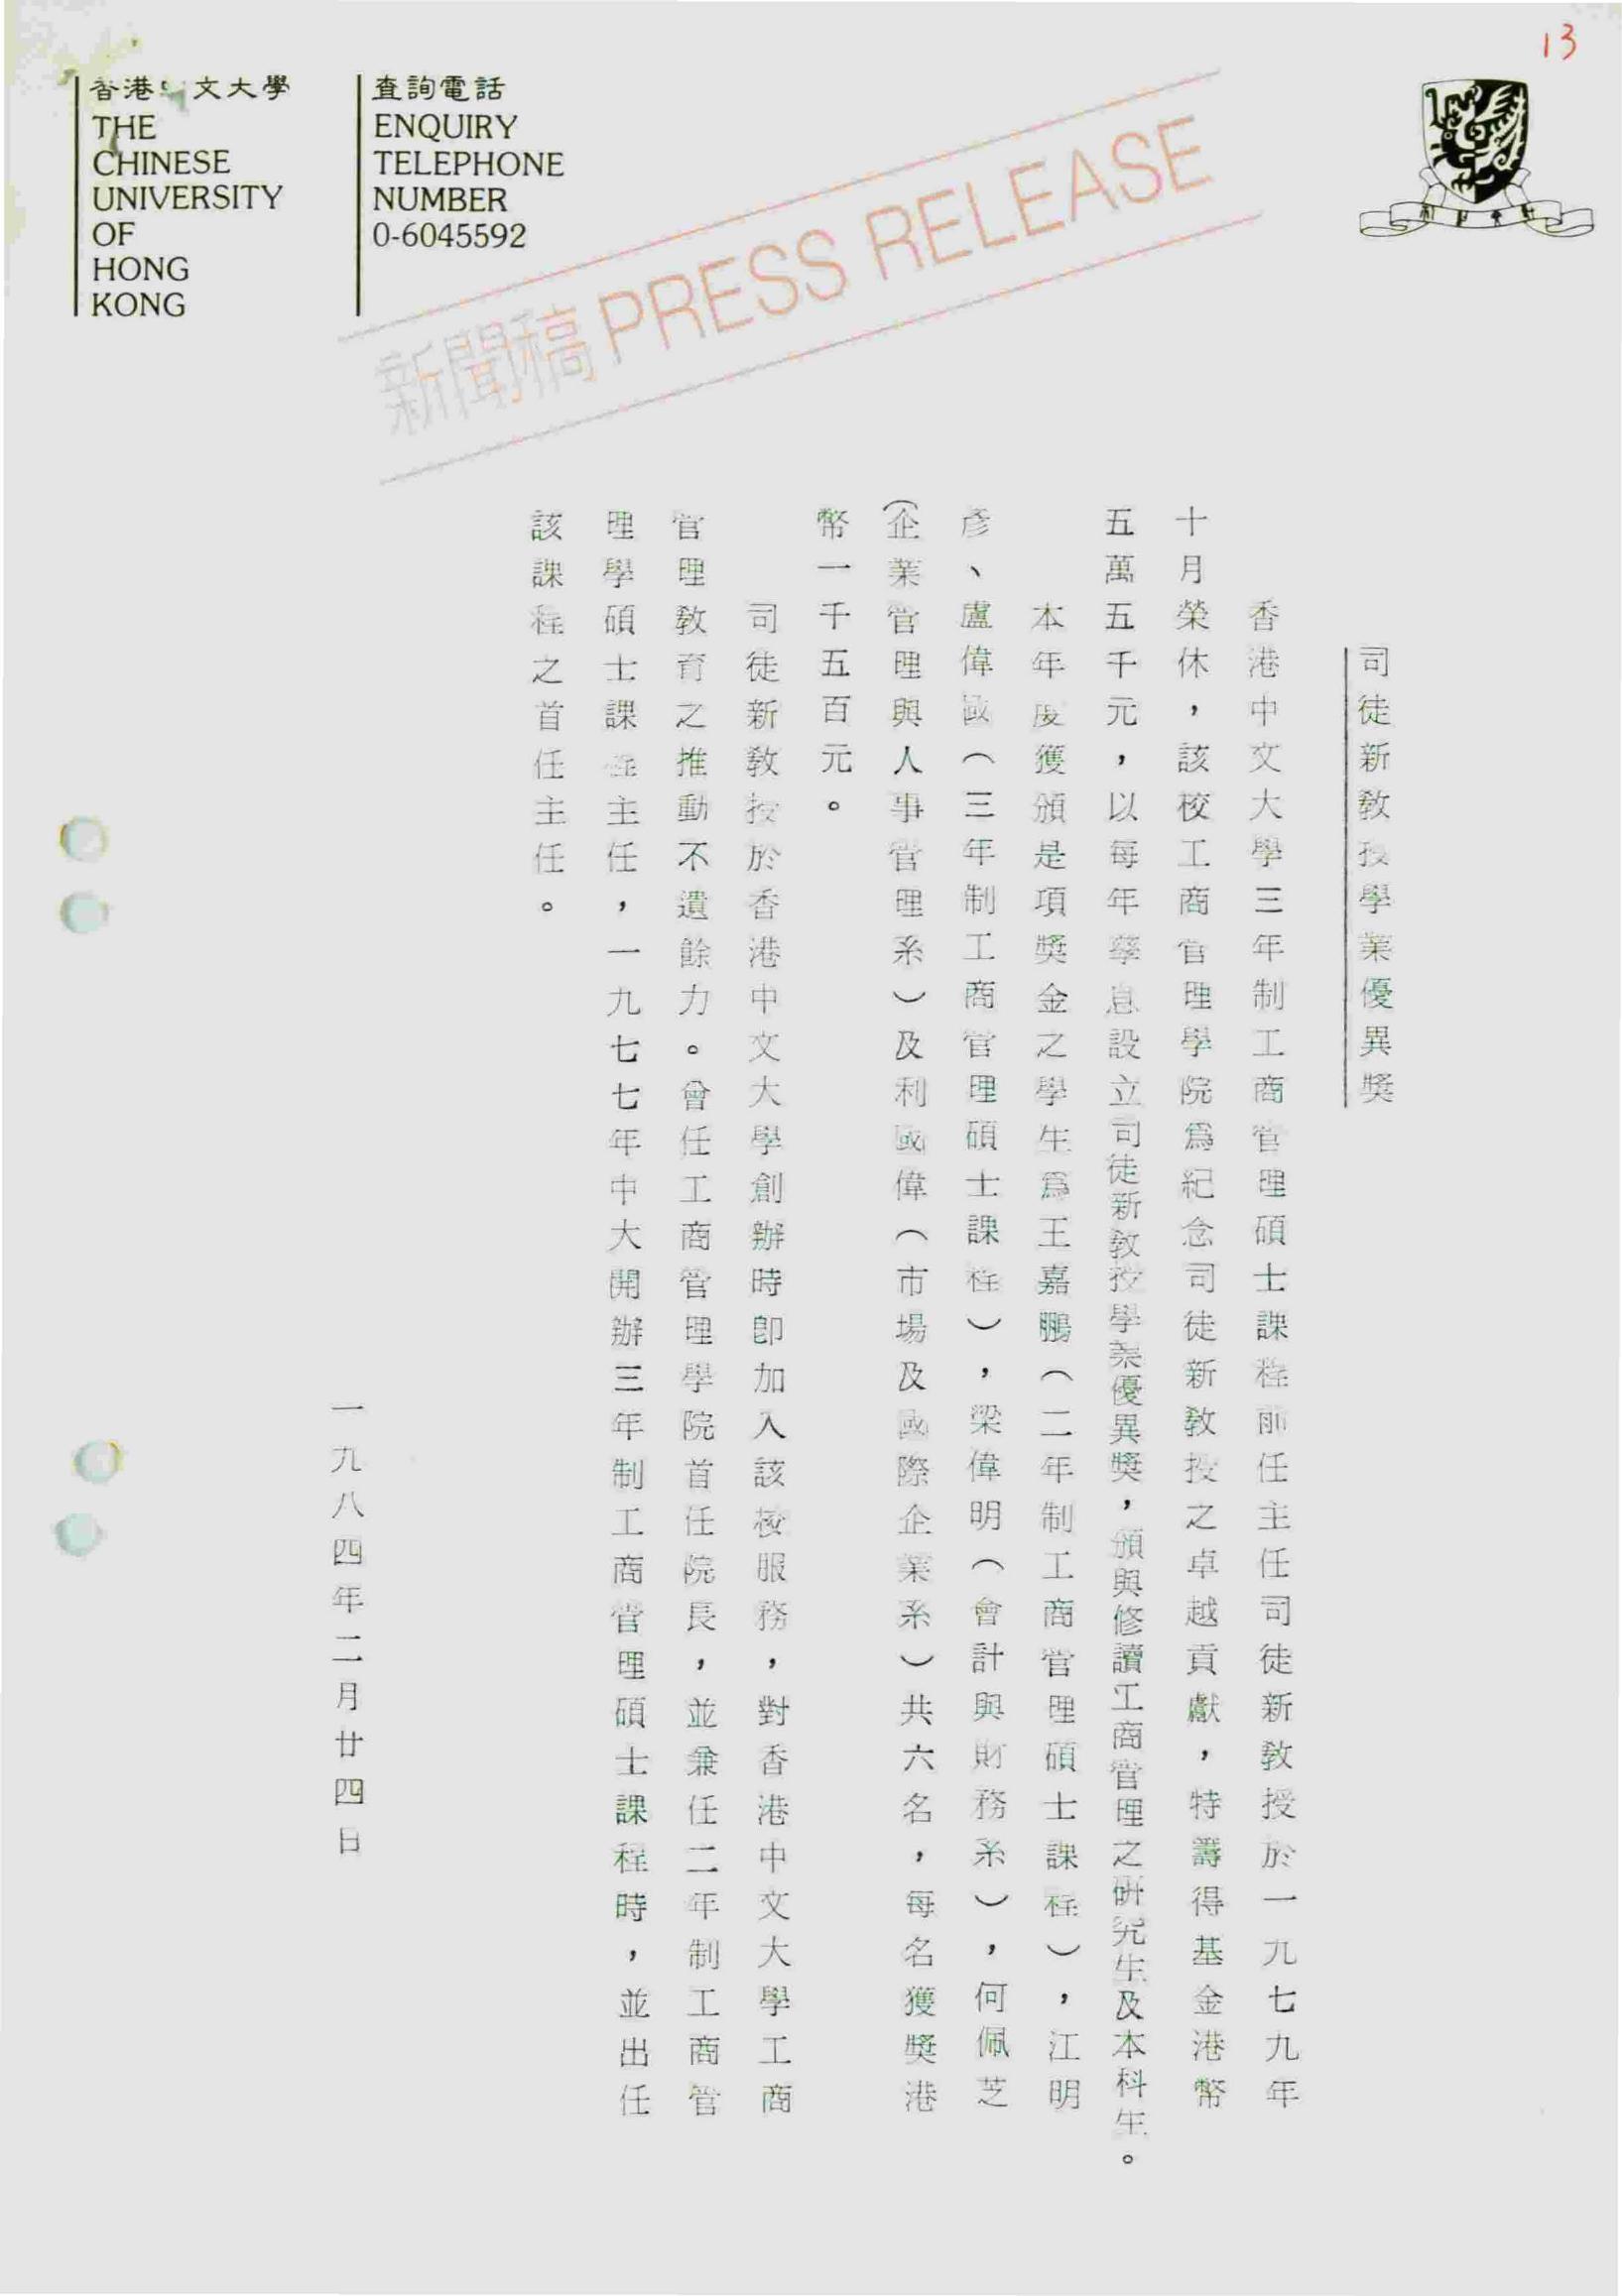 13
香港文大學
THE
CHINESE
UNIVERSITY
OF
HONG
KONG
查詢電話
ENQUIRY
TELEPHONE
NUMBER
0-6045592
新聞稿 PRESS RELEASE
司徒新教授學業優異獎
香港中文大學三年制工商管理碩士課程前任主任司徒新教授於一九七九年
十月榮休，該校工商管理學院爲紀念司徒新教授之卓越貢獻，特籌得基金港幣
五萬五千元，以每年孳息設立司徒新教授學業優異獎，頒與修讀工商管理之研究生及本科生。
本年度獲頒是項獎金之學生爲王嘉鵬（二年制工商管理碩士課程），江明
彥、盧偉國（三年制工商管理碩士課程），梁偉明（會計與財務系），何佩芝
（企業管理與人事管理系）及利國偉（市場及國際企業系）共六名，每名獲獎港
幣一千五百元。
司徒新教授於香港中文大學創辦時卽加入該校服務，對香港中文大學工商
管理敎育之推動不遺餘力。曾任工商管理學院首任院長，並兼任二年制工商管
理學碩士課程主任，一九七七年中大開辦三年制工商管理碩士課程時，並出任
該課程之首任主任。
一九八四年二月廿四日